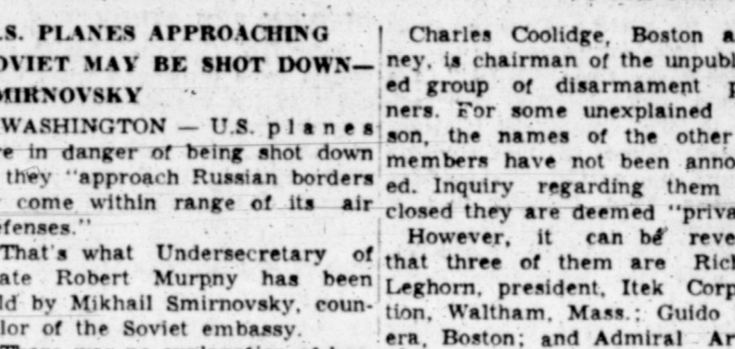 .S. PLANES APPROACHING
OVIET MAY BE SHOT DOWN—
MIRNOVSKY
WASHINGTON — U.S. planes
re in danger of being shot down
they "approach Russian borders
come within range of its air
efenses."
That's what Undersecretary of
ate Robert Murpny has been
ld by Mikhail Smirnovsky, coun-
lor of the Soviet embassy.
Charles Coolidge, Boston a
ney, is chairman of the unpubl
ed group of disarmament p
ners. For some unexplained
son, the names of the other
members have not been anno
ed. Inquiry regarding them
closed they are deemed "priva
However, it can be reve
that three of them are Rich
Leghorn, president, Itek Corp
tion, Waltham, Mass.; Guido
era, Boston; and Admiral Ar